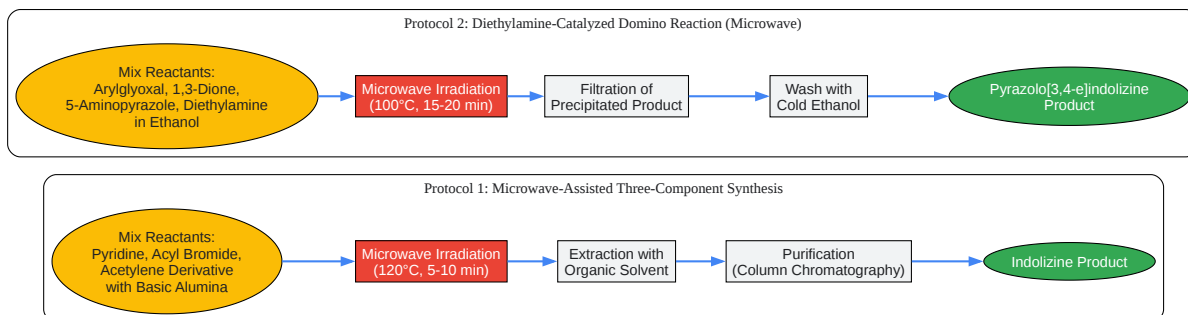 Protocol 2: Diethylamine-Catalyzed Domino Reaction (Microwave)
Mix Reactants:
Arylglyoxal, 1,3-Dione,
5-Aminopyrazole, Diethylamine
in Ethanol
Microwave Irradiation
(100°C, 15-20 min)
Filtration of
Precipitated Product
Wash with
Cold Ethanol
Pyrazolo[3,4-e]indolizine
Product
Protocol 1: Microwave-Assisted Three-Component Synthesis
Mix Reactants:
Pyridine, Acyl Bromide,
Acetylene Derivative
with Basic Alumina
Microwave Irradiation
(120°C, 5-10 min)
Extraction with
Organic Solvent
Purification
(Column Chromatography)
Indolizine Product